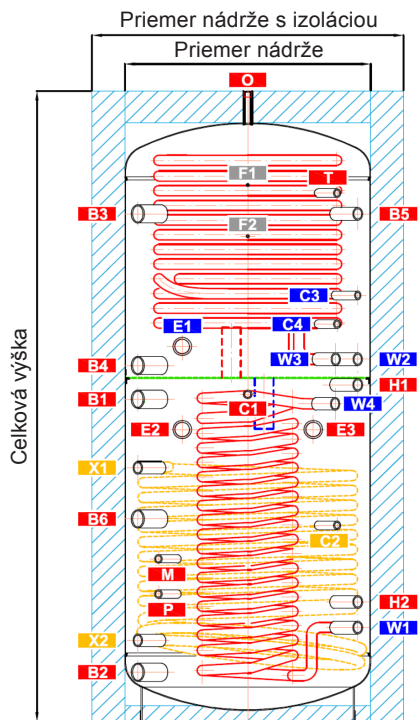 Priemer nádrže s izoláciou
Priemer nádrže
O
F1
T
B3
B5
F2
C3
E1
C4
B4
W3
W2
H1
B1
C1
W4
E2
E3
X1
B6
C2
M
P
H2
W1
X2
B2
Celková výška